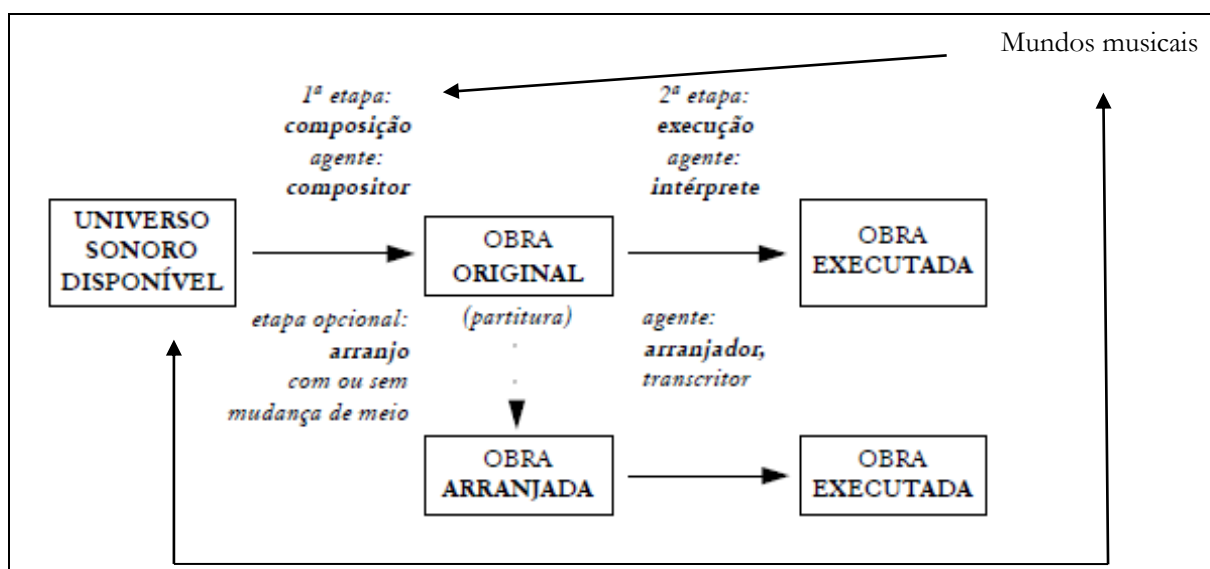 Mundos musicais
1ª etapa:
composição
agente:
compositor
2ª etapa:
execução
agente:
intérprete
UNIVERSO
SONORO
DISPONÍVEL
OBRA
ORIGINAL
(partitura)
OBRA
EXECUTADA
etapa opcional:
arranjo
com ou sem
mudança de meio
agente:
arranjador,
transcritor
OBRA
ARRANJADA
OBRA
EXECUTADA